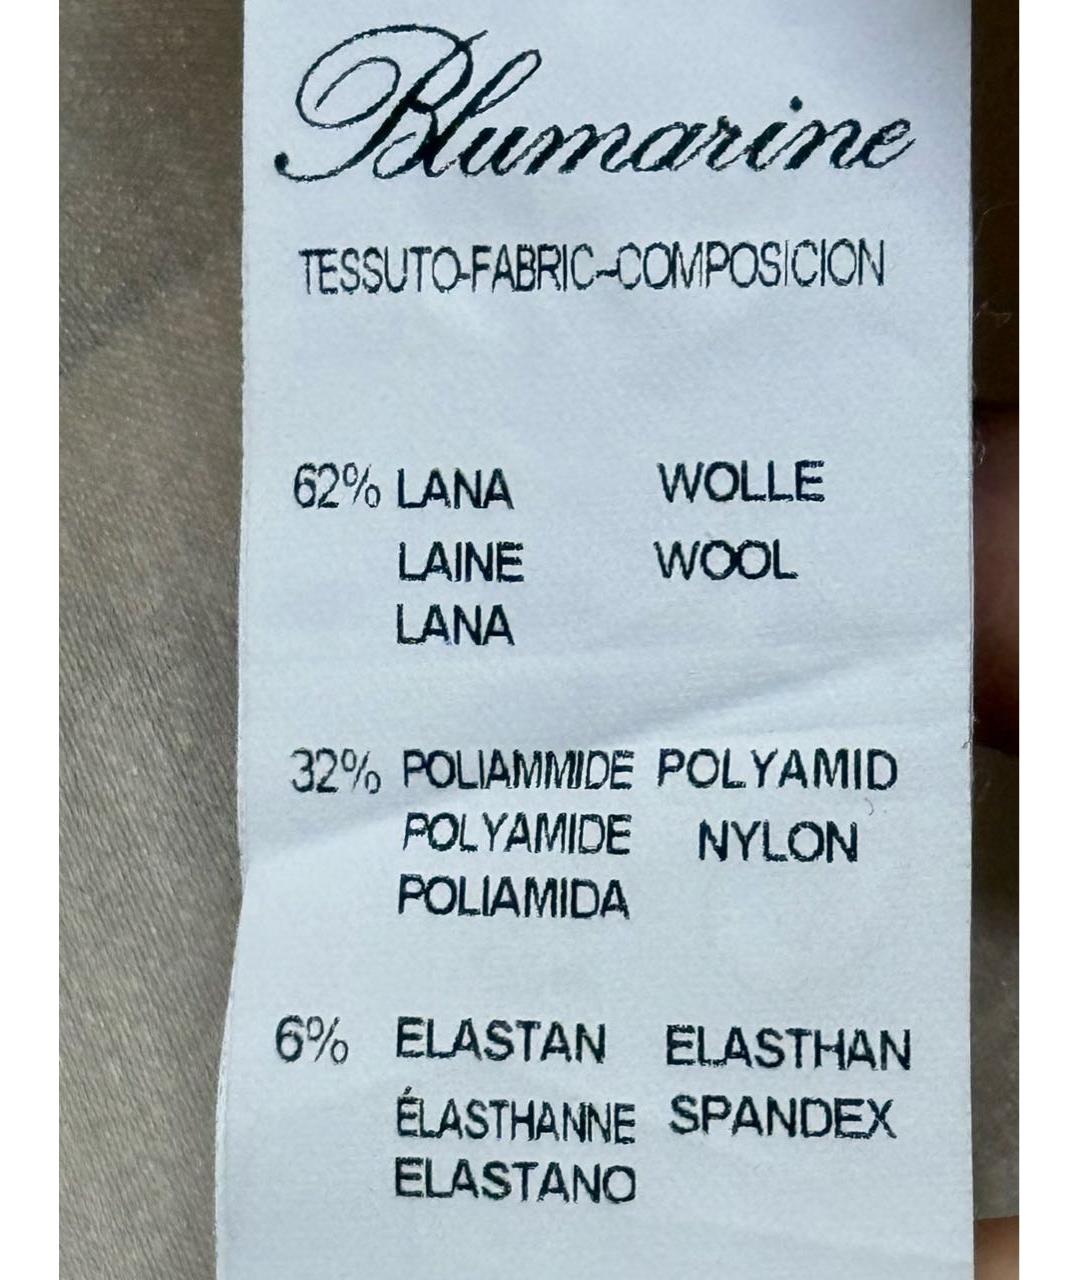 Blumarine
TESSUTO-FABRIC-COMPOSICION
62% LANA WOLLE
LAINE WOOL
LANA
32% POLIAMMIDE POLYAMID
POLYAMIDE NYLON
POLIAMIDA
6% ELASTAN ELASTHAN
ÉLASTHANNE SPANDEX
ELASTANO